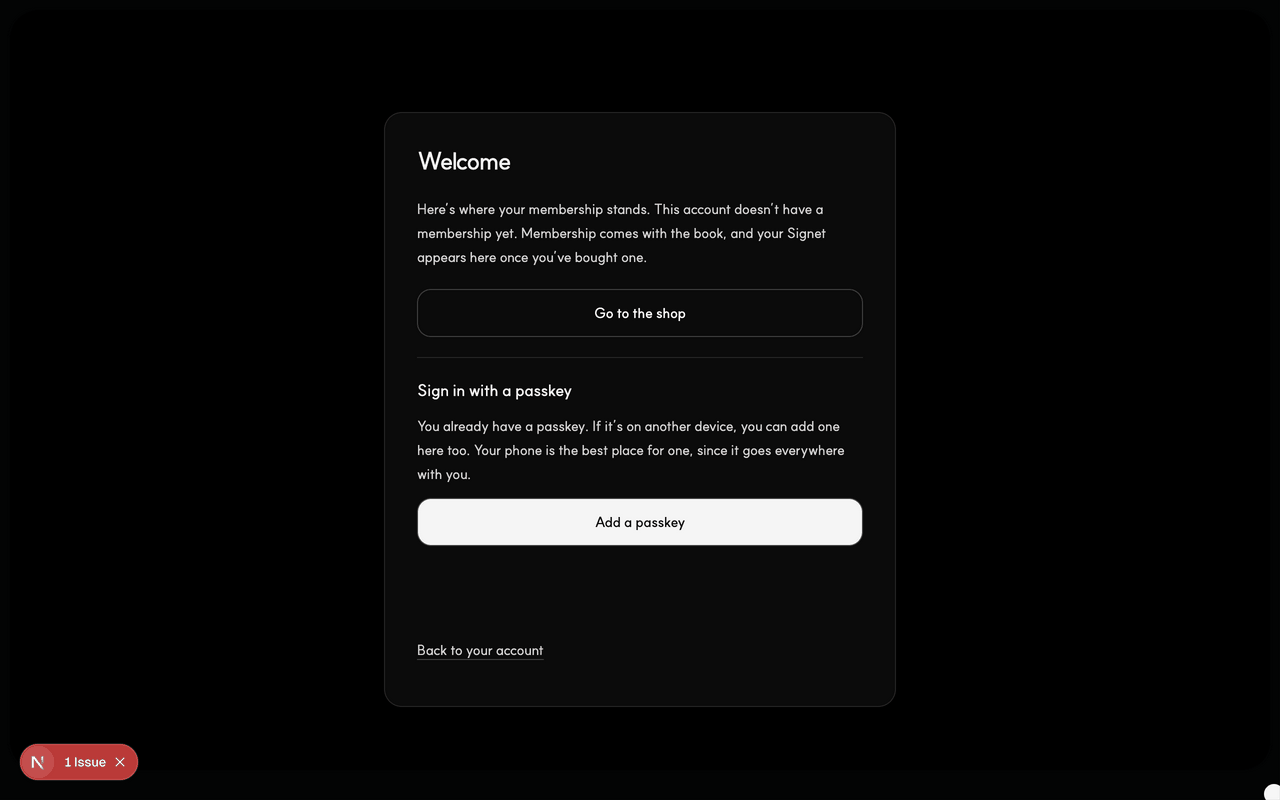 Welcome
Here's where your membership stands. This account doesn't have a
membership yet. Membership comes with the book, and your Signet
appears here once you've bought one.
Go to the shop
Sign in with a passkey
You already have a passkey. If it's on another device, you can add one
here too. Your phone is the best place for one, since it goes everywhere
with you.
Add a passkey
Back to your account
N 1 Issue